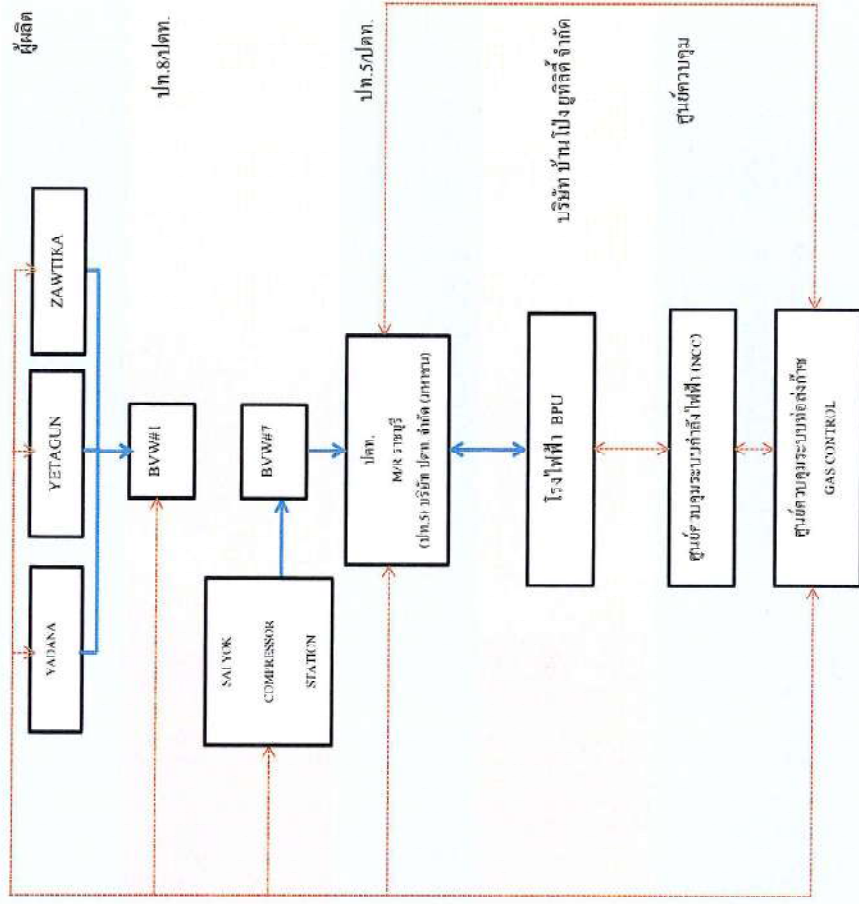 ผู้ผลิต
YADANA
YETAGUN
ZAWTIKA
ปท.8/ปตท.
BVW#1
SAI YOK
COMPRESSOR
STATION
BVW#7
ปท.5/ปตท.
ปตท.
M/R ราชบุรี
(ปท.5) บริษัท ปตท. จำกัด (มหาชน)
บริษัท บ้านโป่ง ยูทิลิตี้ จำกัด
โรงไฟฟ้า BPU
ศูนย์ควบคุม
ศูนย์ควบคุมระบบกำลังไฟฟ้า (NCC)
ศูนย์ควบคุมระบบท่อส่งก๊าซ
GAS CONTROL